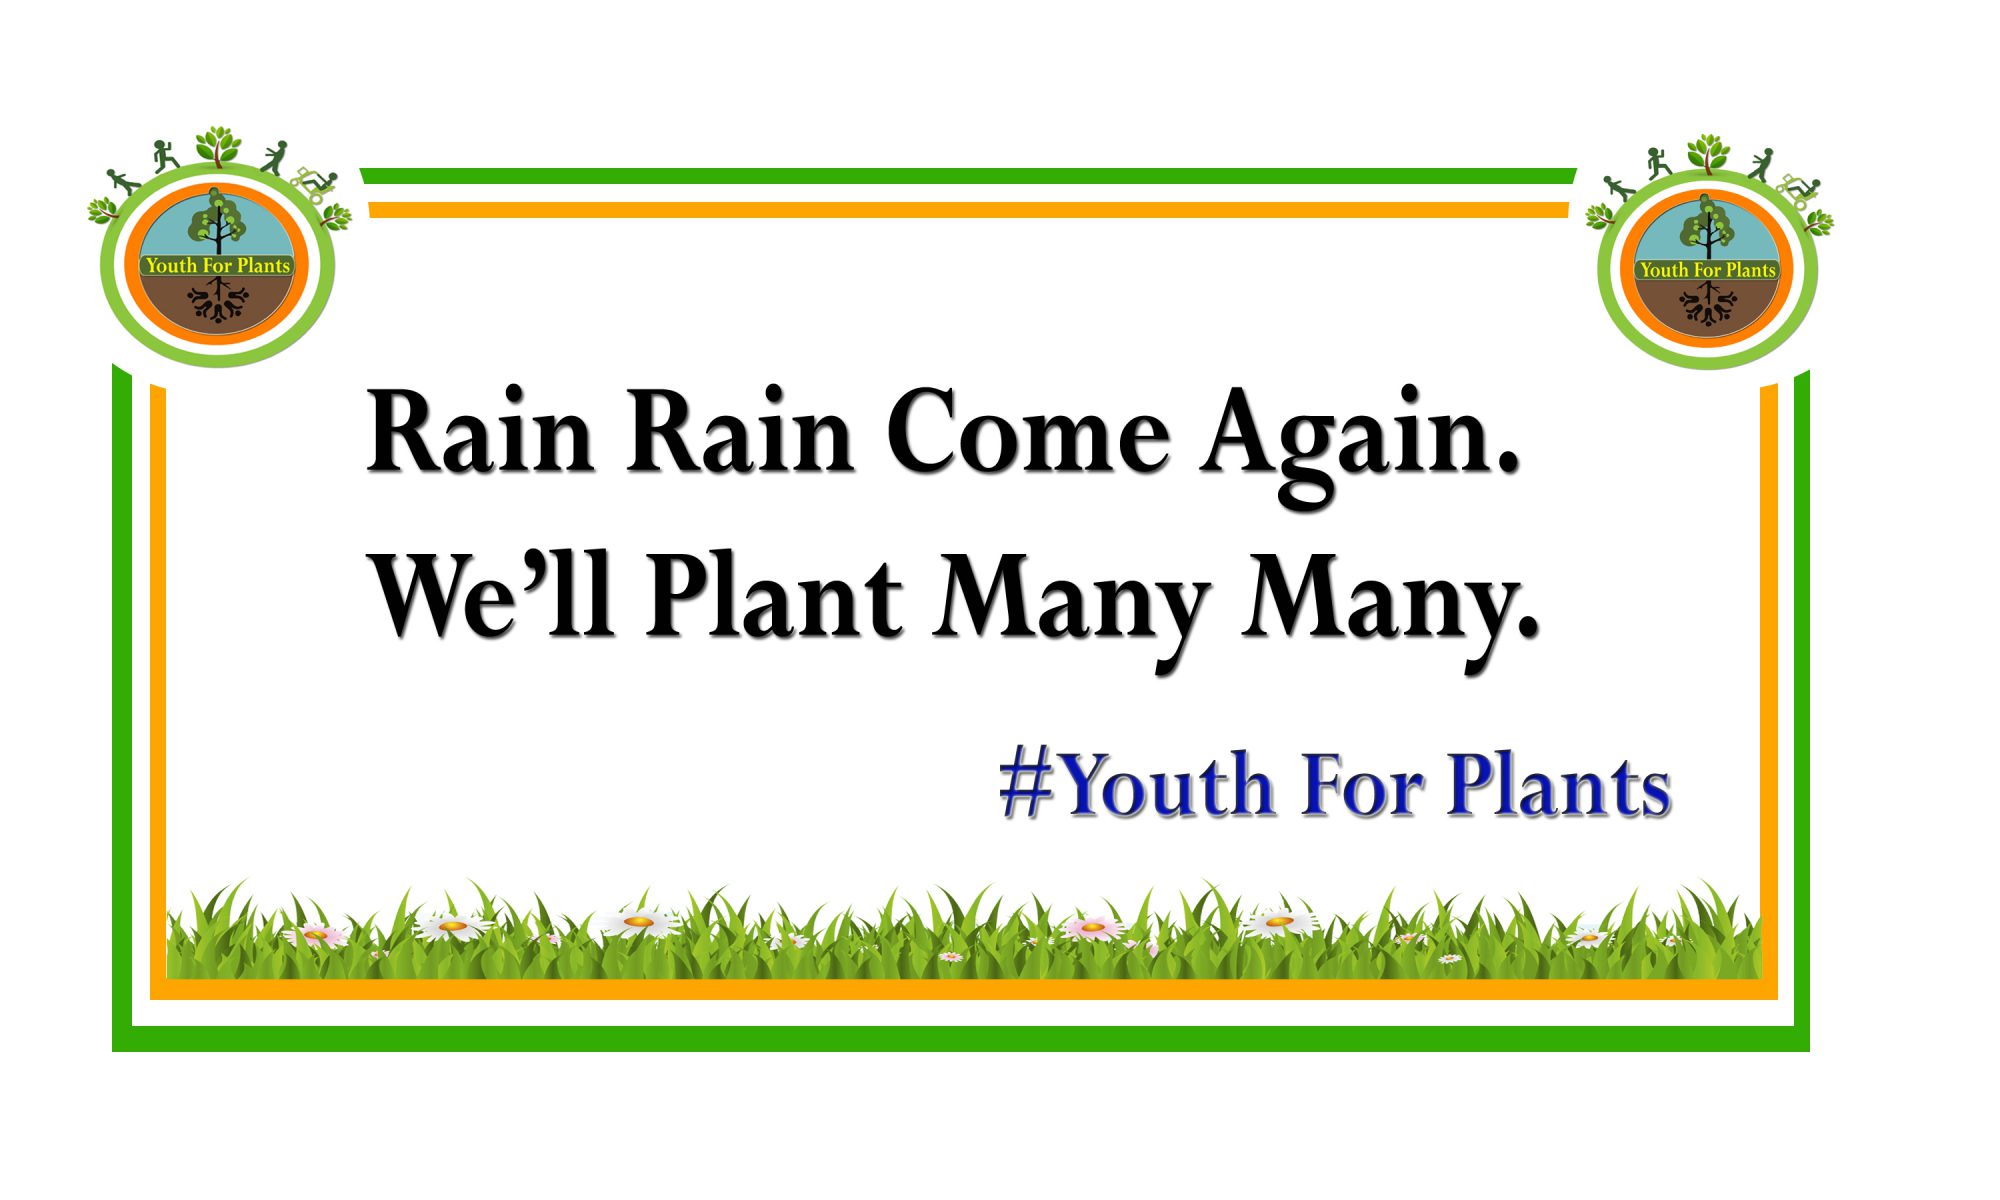 Youth For Plants
Youth For Plants
Rain Rain Come Again.
We’ll Plant Many Many.
#Youth For Plants